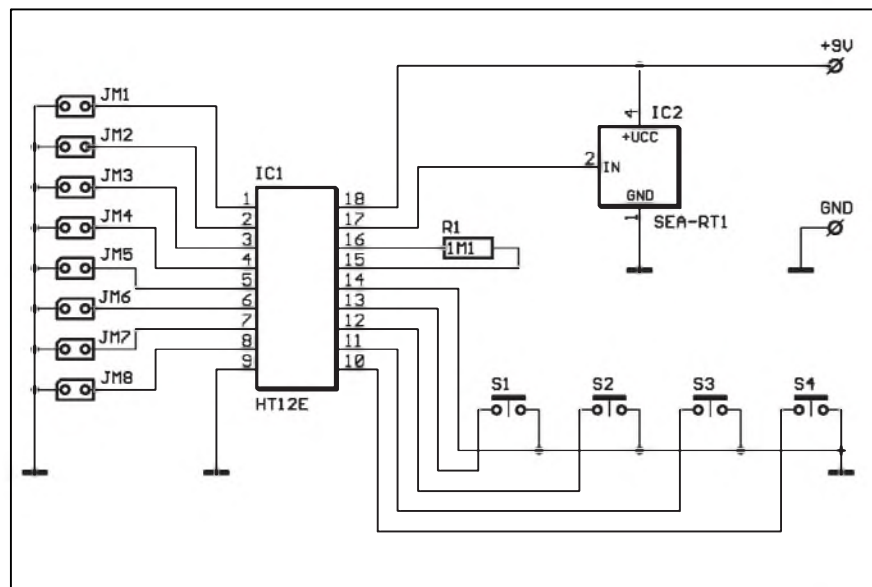 +9V
JM1
JM2
JM3
JM4
JM5
JM6
JM7
JM8
IC1
1
2
3
4
5
6
7
8
9
18
17
16
15
14
13
12
11
10
HT12E
R1
1M1
IC2
4
+UCC
2
IN
GND
1
SEA-RT1
GND
S1
S2
S3
S4